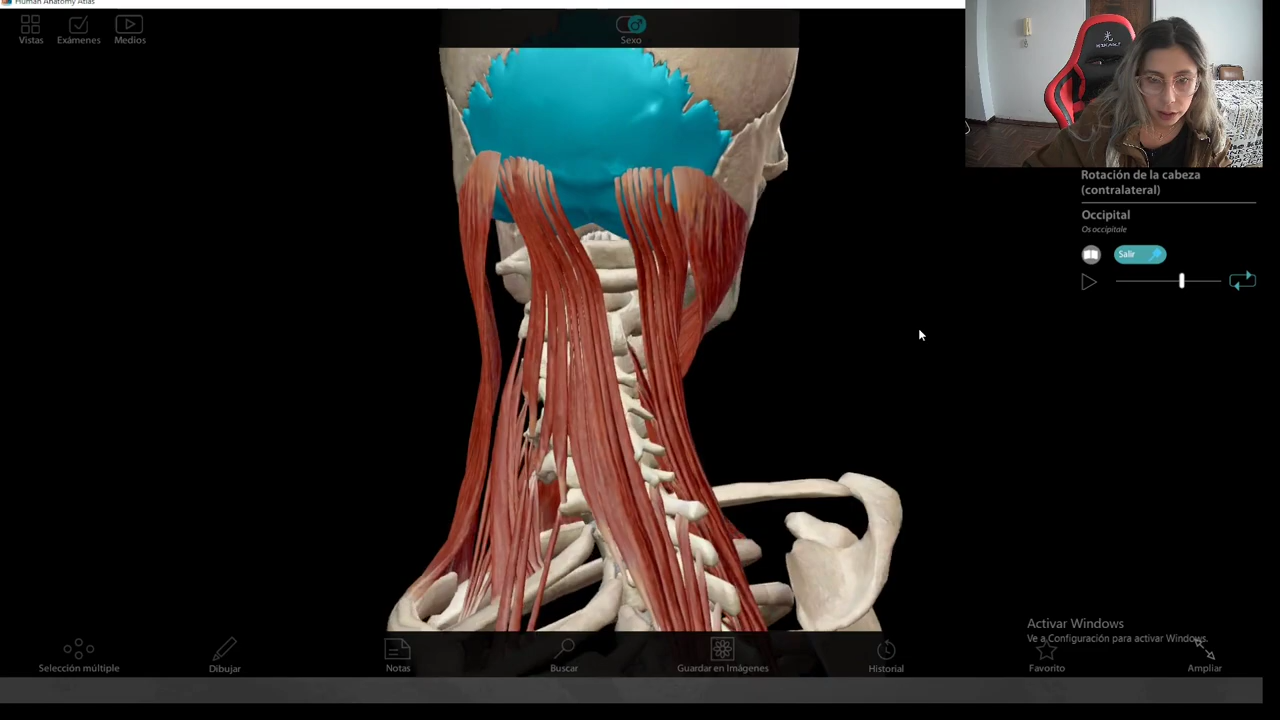 Human Anatomy Atlas
Vistas
Exámenes
Medios
Sexo
Rotación de la cabeza
(contralateral)
Occipital
Os occipitale
Salir
Activar Windows
Ve a Configuración para activar Windows.
Selección múltiple
Dibujar
Notas
Buscar
Guardar en Imágenes
Historial
Favorito
Ampliar